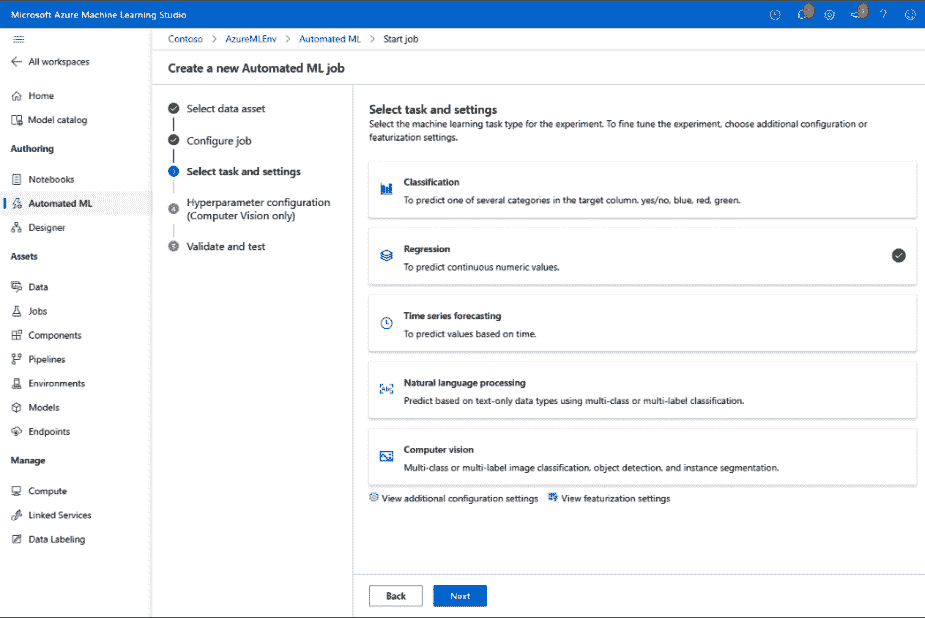 Microsoft Azure Machine Learning Studio
Contoso > AzureMLEnv > Automated ML > Start job
All workspaces
Home
Model catalog
Authoring
Notebooks
Automated ML
Designer
Assets
Data
Jobs
Components
Pipelines
Environments
Models
Endpoints
Manage
Compute
Linked Services
Data Labeling
Create a new Automated ML job
Select data asset
Configure job
Select task and settings
4 Hyperparameter configuration
(Computer Vision only)
5 Validate and test
Select task and settings
Select the machine learning task type for the experiment. To fine tune the experiment, choose additional configuration or
featurization settings.
Classification
To predict one of several categories in the target column. yes/no, blue, red, green.
Regression
To predict continuous numeric values.
Time series forecasting
To predict values based on time.
Natural language processing
Predict based on text-only data types using multi-class or multi-label classification.
Computer vision
Multi-class or multi-label image classification, object detection, and instance segmentation.
View additional configuration settings View featurization settings
Back Next